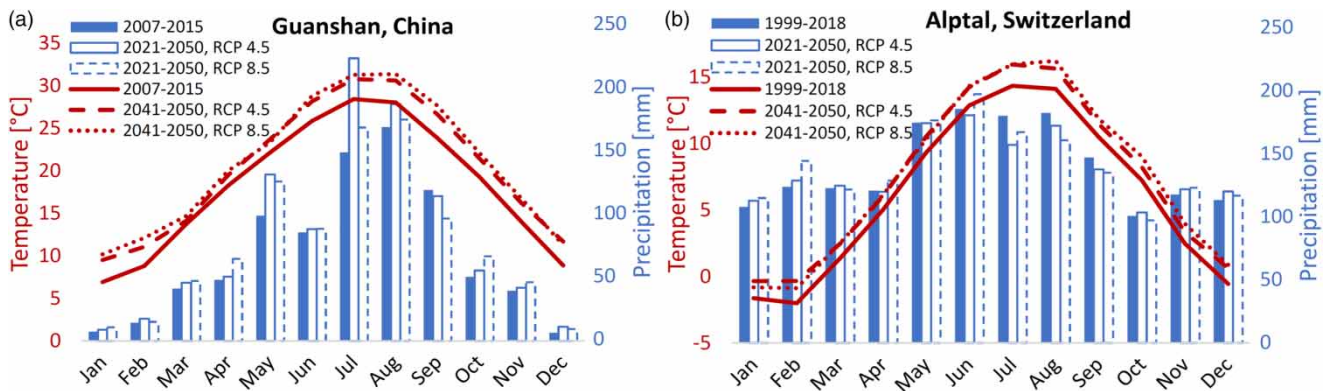 (a)
Guanshan, China
2007-2015
2021-2050, RCP 4.5
2021-2050, RCP 8.5
2007-2015
2041-2050, RCP 4.5
2041-2050, RCP 8.5
Temperature [°C]
35
30
25
20
15
10
5
0
Precipitation [mm]
250
200
150
100
50
0
Jan
Feb
Mar
Apr
May
Jun
Jul
Aug
Sep
Oct
Nov
Dec
(b)
Alptal, Switzerland
1999-2018
2021-2050, RCP 4.5
2021-2050, RCP 8.5
1999-2018
2041-2050, RCP 4.5
2041-2050, RCP 8.5
Temperature [°C]
15
10
5
0
-5
Precipitation [mm]
250
200
150
100
50
0
Jan
Feb
Mar
Apr
May
Jun
Jul
Aug
Sep
Oct
Nov
Dec